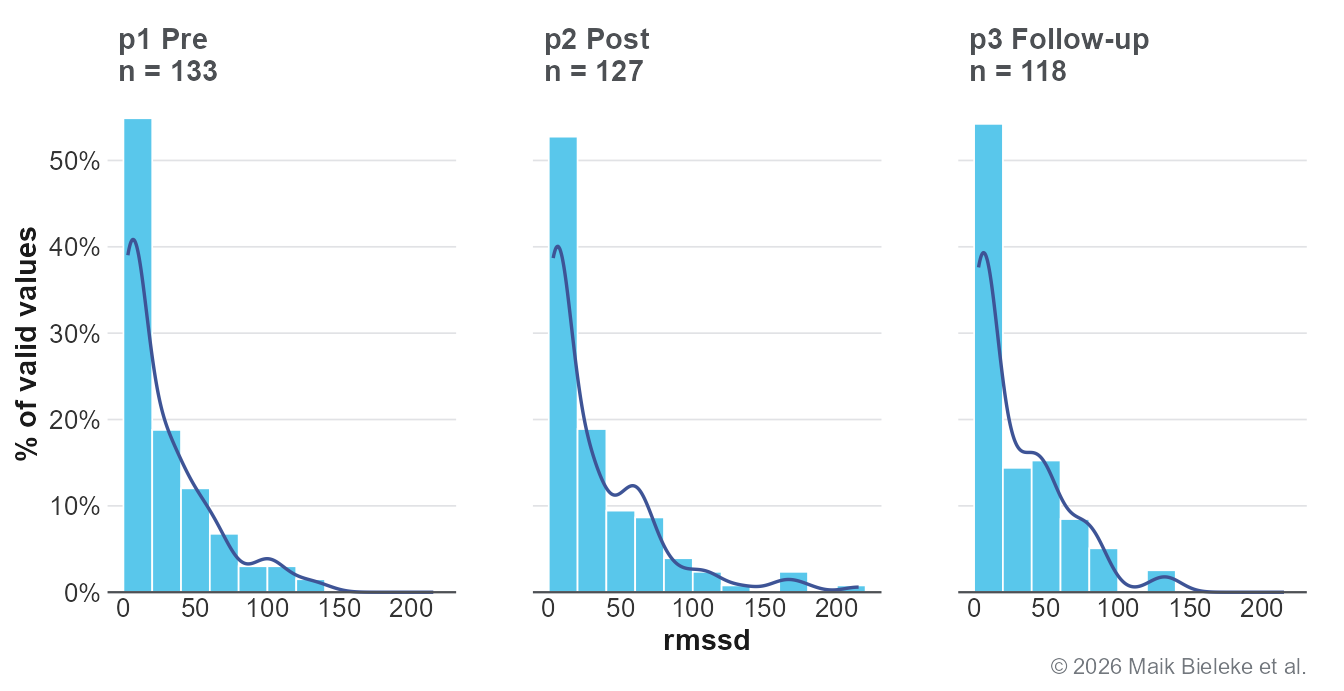 p1 Pre
n = 133
p2 Post
n = 127
p3 Follow-up
n = 118
% of valid values
50%
40%
30%
20%
10%
0%
0 50 100 150 200
0 50 100 150 200
0 50 100 150 200
rmssd
© 2026 Maik Bieleke et al.